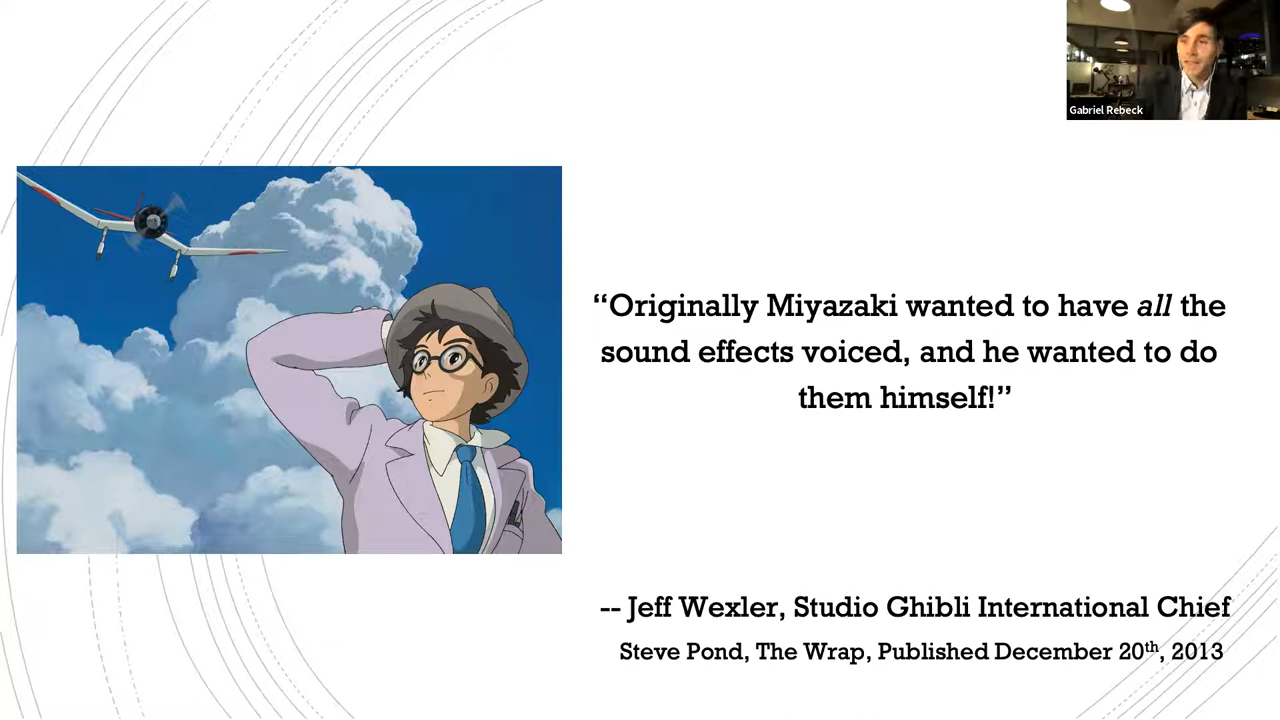 Gabriel Rebeck
“Originally Miyazaki wanted to have all the
sound effects voiced, and he wanted to do
them himself!”
-- Jeff Wexler, Studio Ghibli International Chief
Steve Pond, The Wrap, Published December 20th, 2013